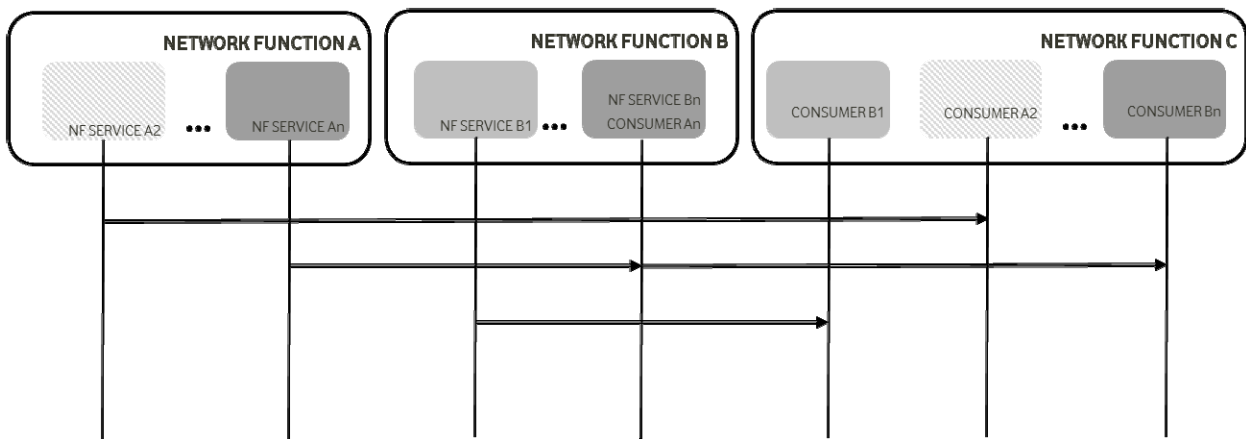 NETWORK FUNCTION A
NF SERVICE A2
...
NF SERVICE An
NETWORK FUNCTION B
NF SERVICE B1
...
NF SERVICE Bn
CONSUMER An
NETWORK FUNCTION C
CONSUMER B1
CONSUMER A2
...
CONSUMER Bn